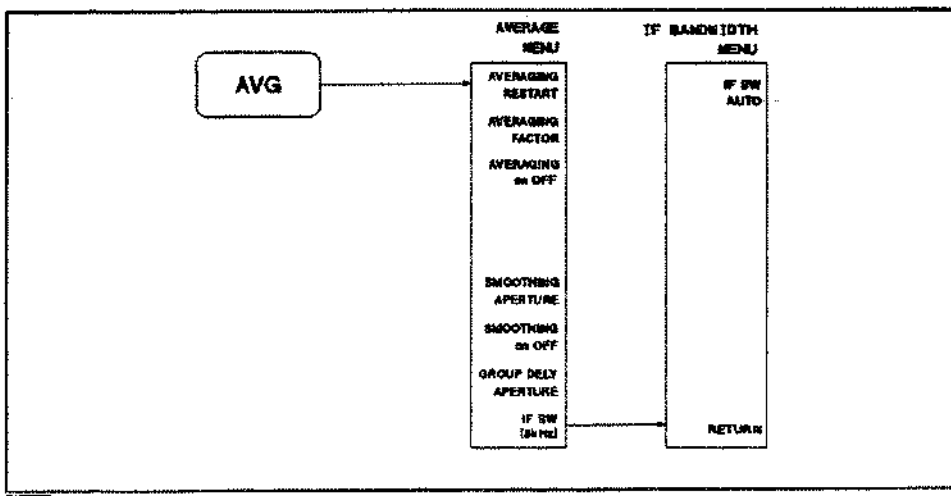 AVERAGE
MENU
IF BANDWIDTH
MENU
AVG
AVERAGING
RESTART
AVERAGING
FACTOR
AVERAGING
on OFF
SMOOTHING
APERTURE
SMOOTHING
on OFF
GROUP DELY
APERTURE
IF BW
IF BW
AUTO
RETURN